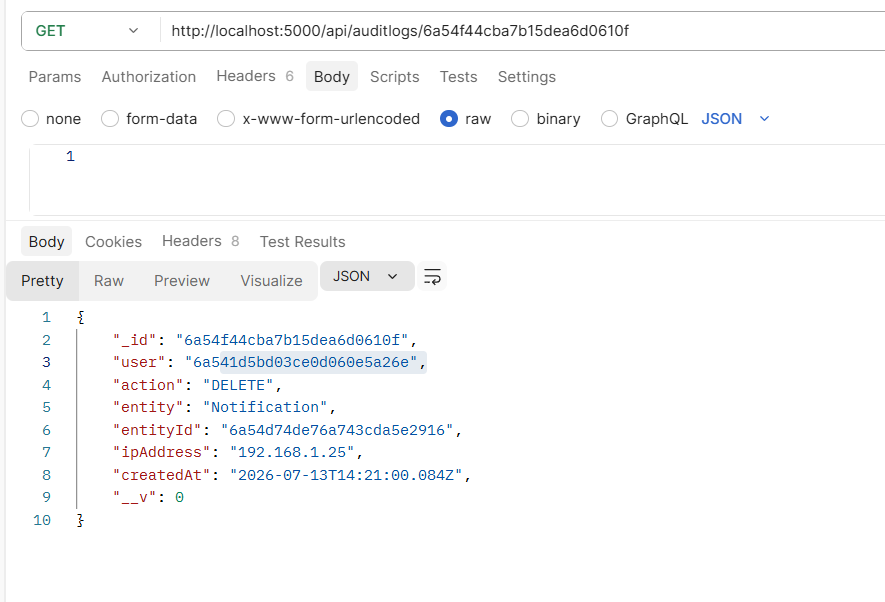 GET http://localhost:5000/api/auditlogs/6a54f44cba7b15dea6d0610f
Params Authorization Headers 6 Body Scripts Tests Settings
none form-data x-www-form-urlencoded raw binary GraphQL JSON
1
Body Cookies Headers 8 Test Results
Pretty Raw Preview Visualize JSON
1 {
2 "_id": "6a54f44cba7b15dea6d0610f",
3 "user": "6a541d5bd03ce0d060e5a26e",
4 "action": "DELETE",
5 "entity": "Notification",
6 "entityId": "6a54d74de76a743cda5e2916",
7 "ipAddress": "192.168.1.25",
8 "createdAt": "2026-07-13T14:21:00.084Z",
9 "__v": 0
10 }